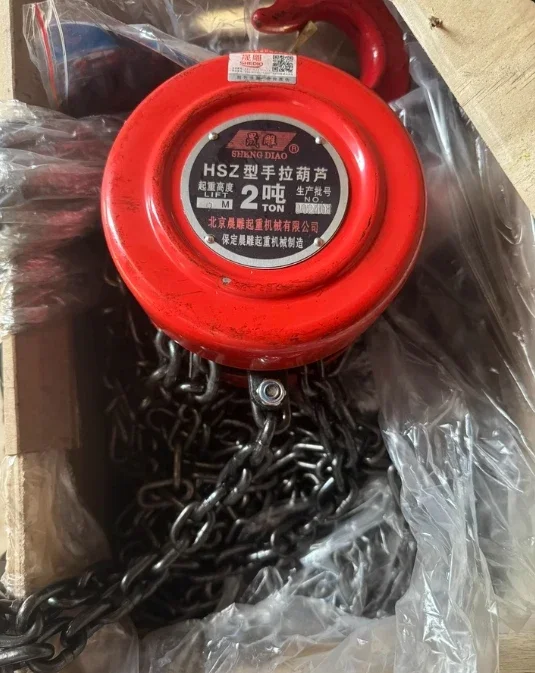 SHENG DIAO ®
HSZ型手拉葫芦
起重高度
LIFT
M
2吨
TON
生产批号
NO
北京晟雕起重机械有限公司
保定晟雕起重机械制造